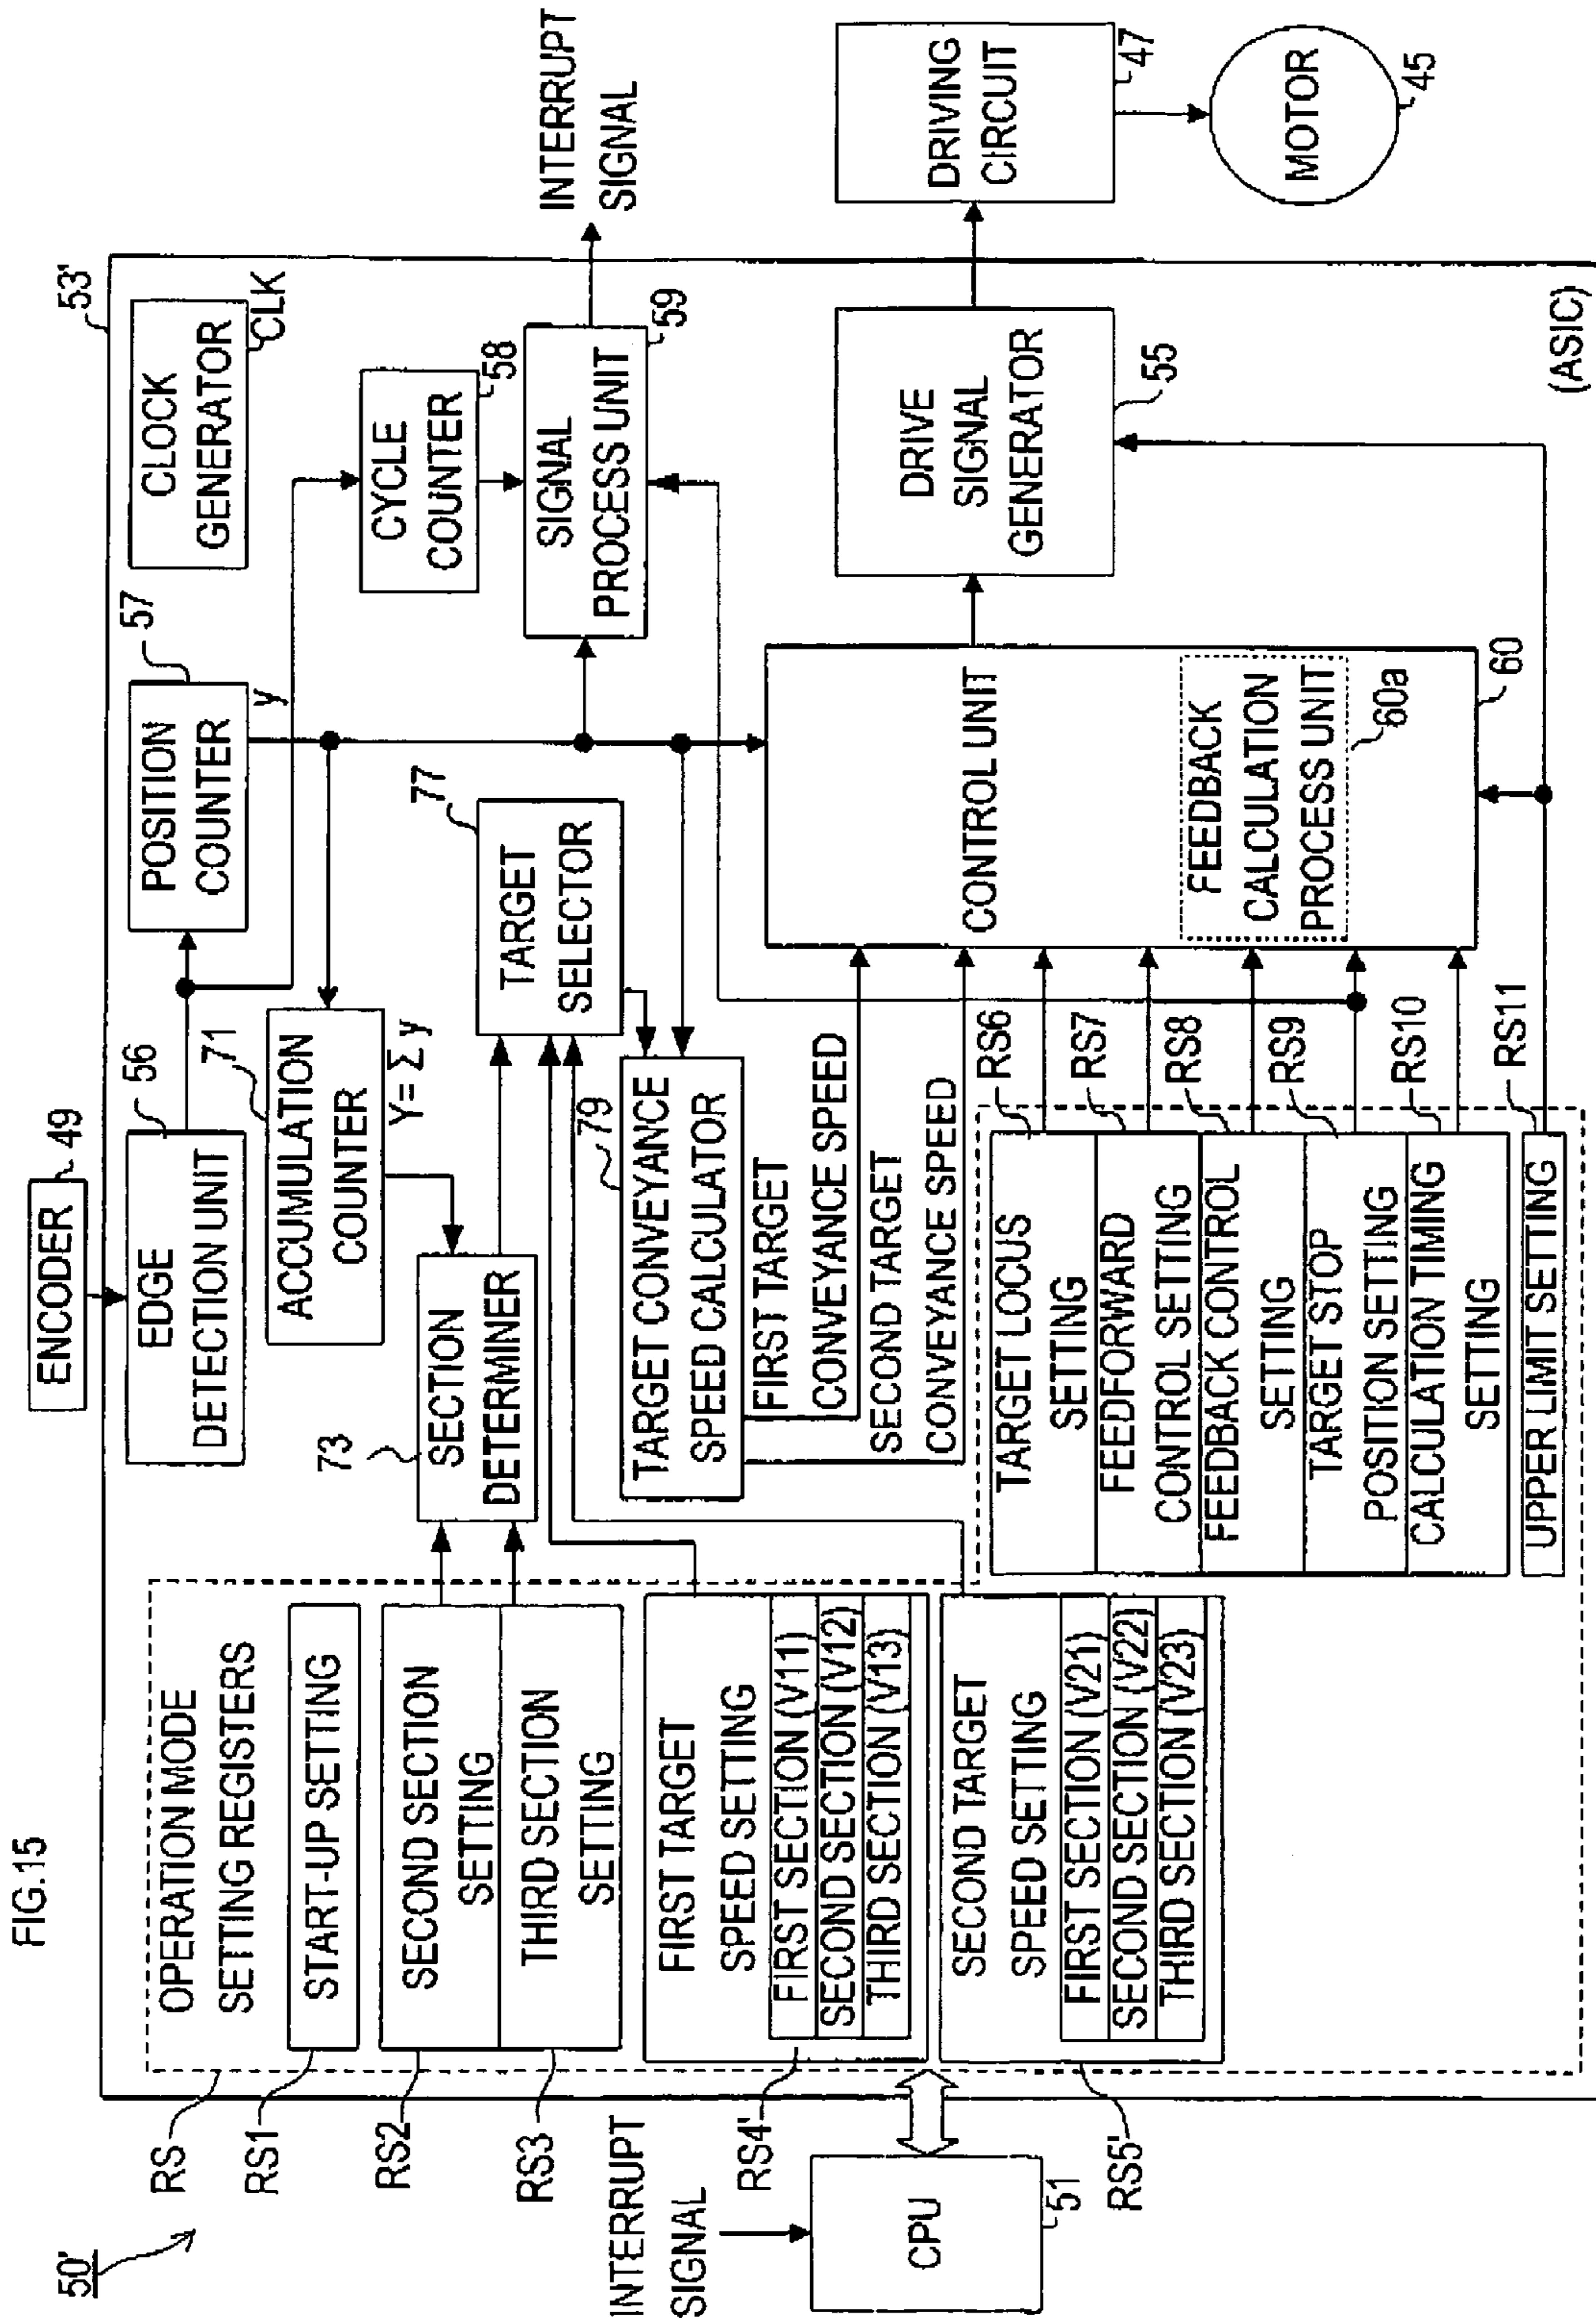 FIG.15
50'
RS
OPERATION MODE
SETTING REGISTERS
RS1
START-UP SETTING
RS2
SECOND SECTION
SETTING
RS3
THIRD SECTION
SETTING
RS4'
FIRST TARGET
SPEED SETTING
FIRST SECTION (V11)
SECOND SECTION (V12)
THIRD SECTION (V13)
RS5'
SECOND TARGET
SPEED SETTING
FIRST SECTION (V21)
SECOND SECTION (V22)
THIRD SECTION (V23)
INTERRUPT
SIGNAL
CPU
51
ENCODER
49
EDGE
DETECTION UNIT
56
POSITION
COUNTER
57
y
CLOCK
GENERATOR
CLK
53'
ACCUMULATION
COUNTER
71
Y= Σ y
CYCLE
COUNTER
58
SECTION
DETERMINER
73
TARGET
SELECTOR
77
SIGNAL
PROCESS UNIT
59
INTERRUPT
SIGNAL
TARGET CONVEYANCE
SPEED CALCULATOR
79
FIRST TARGET
CONVEYANCE SPEED
SECOND TARGET
CONVEYANCE SPEED
CONTROL UNIT
60
FEEDBACK
CALCULATION
PROCESS UNIT
60a
DRIVE
SIGNAL
GENERATOR
55
DRIVING
CIRCUIT
47
MOTOR
45
TARGET LOCUS
SETTING
RS6
FEEDFORWARD
CONTROL SETTING
RS7
FEEDBACK CONTROL
SETTING
RS8
TARGET STOP
POSITION SETTING
RS9
CALCULATION TIMING
SETTING
RS10
UPPER LIMIT SETTING
RS11
(ASIC)